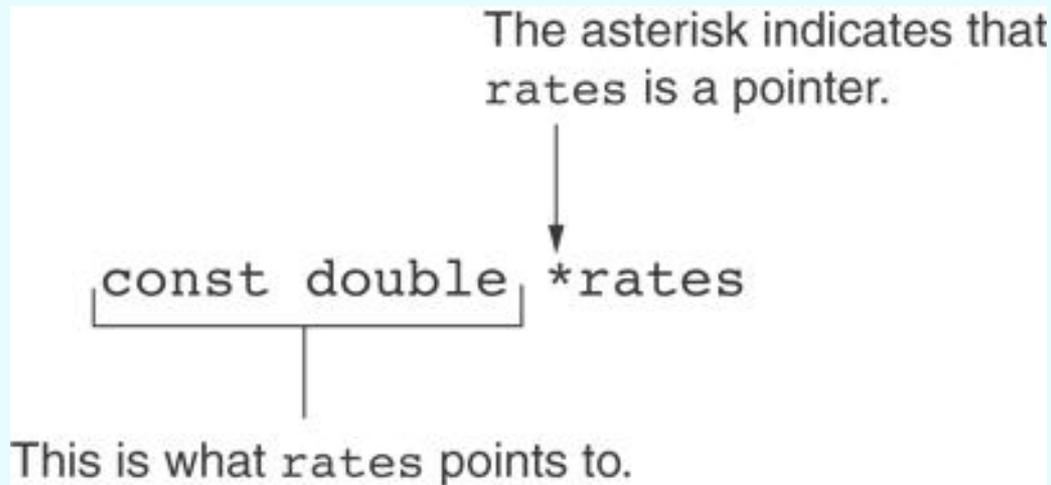 The asterisk indicates that
rates is a pointer.
const double *rates
This is what rates points to.